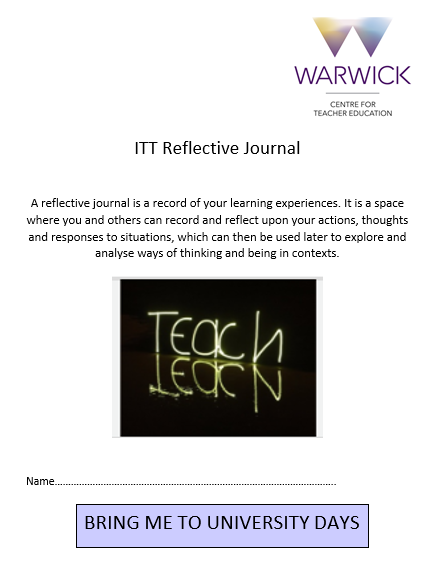 WARWICK
CENTRE FOR
TEACHER EDUCATION
ITT Reflective Journal
A reflective journal is a record of your learning experiences. It is a space
where you and others can record and reflect upon your actions, thoughts
and responses to situations, which can then be used later to explore and
analyse ways of thinking and being in contexts.
TEacH
Name……………………………………………………………………………………
BRING ME TO UNIVERSITY DAYS